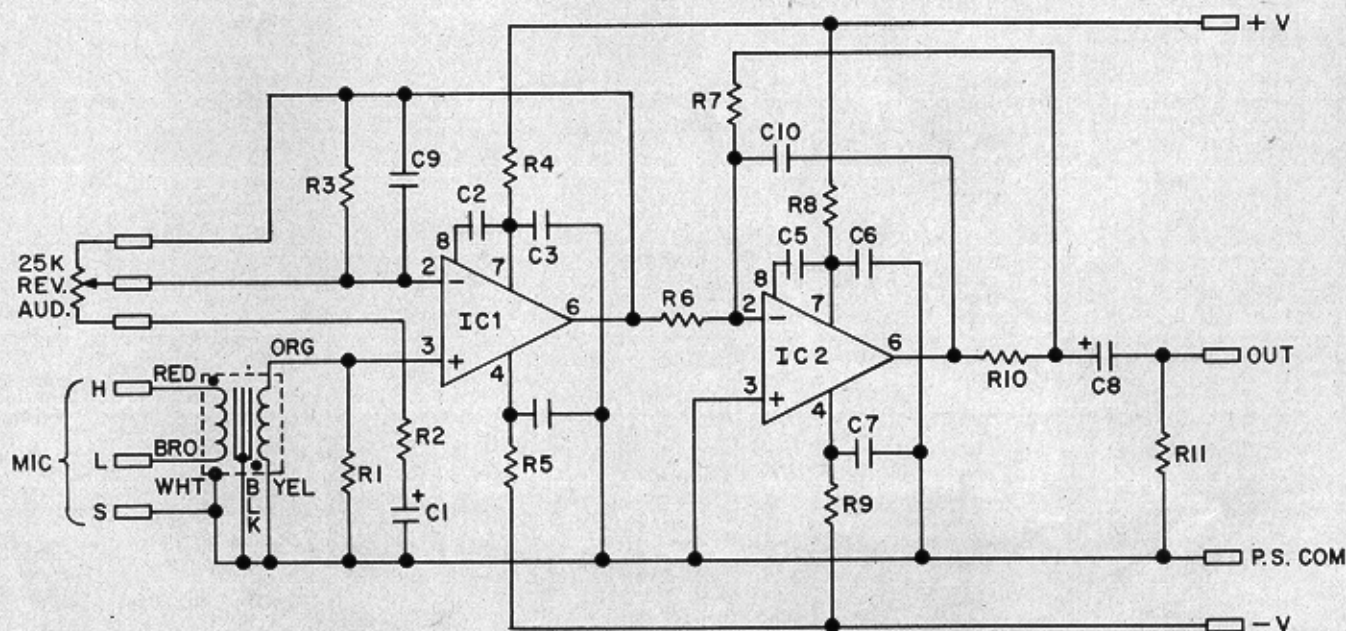 + V
R7
C10
R3
C9
R4
C2
8
C3
7
R8
C5
C6
8
25K
REV.
AUD.
2
−
IC1
6
R6
2
−
7
IC2
6
ORG
3
+
4
R10
+
C8
OUT
H
RED
3
+
4
MIC
L
BRO
R2
R5
C7
R11
WHT
BLK
YEL
R1
S
+
C1
R9
P.S. COM
− V